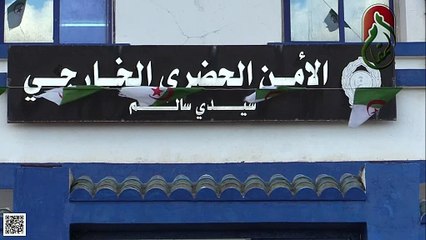 الأمن الحضري الخارجي
سيدي سالم